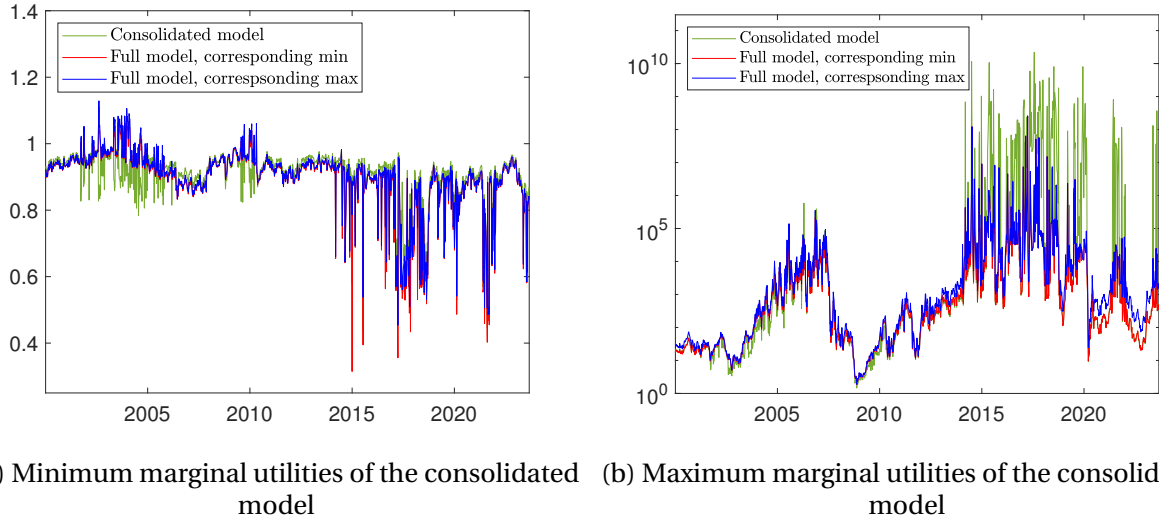 1.4
1.2
1
0.8
0.6
0.4
2005
2010
2015
2020
Consolidated model
Full model, corresponding min
Full model, correspsonding max
10^10
10^5
10^0
2005
2010
2015
2020
Consolidated model
Full model, corresponding min
Full model, correspsonding max
) Minimum marginal utilities of the consolidated
model
(b) Maximum marginal utilities of the consolid
model